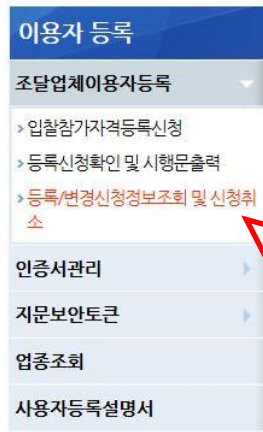 이용자 등록
조달업체이용자등록
> 입찰참가자격등록신청
> 등록신청확인 및 시행문출력
> 등록/변경신청정보조회 및 신청취
소
인증서관리
지문보안토큰
업종조회
사용자등록설명서